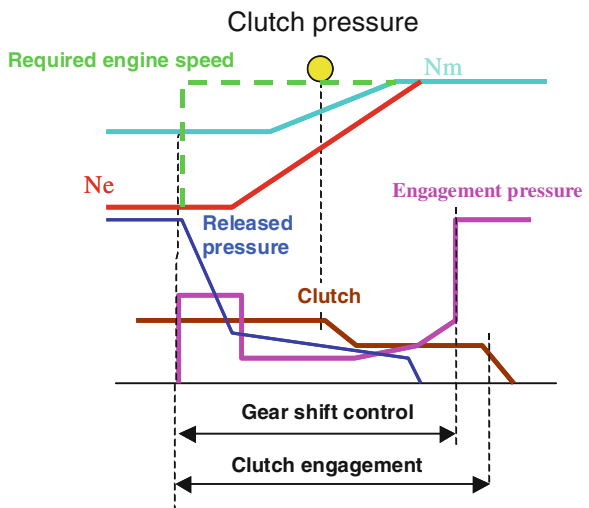 Clutch pressure
Required engine speed
Nm
Ne
Engagement pressure
Released
pressure
Clutch
Gear shift control
Clutch engagement